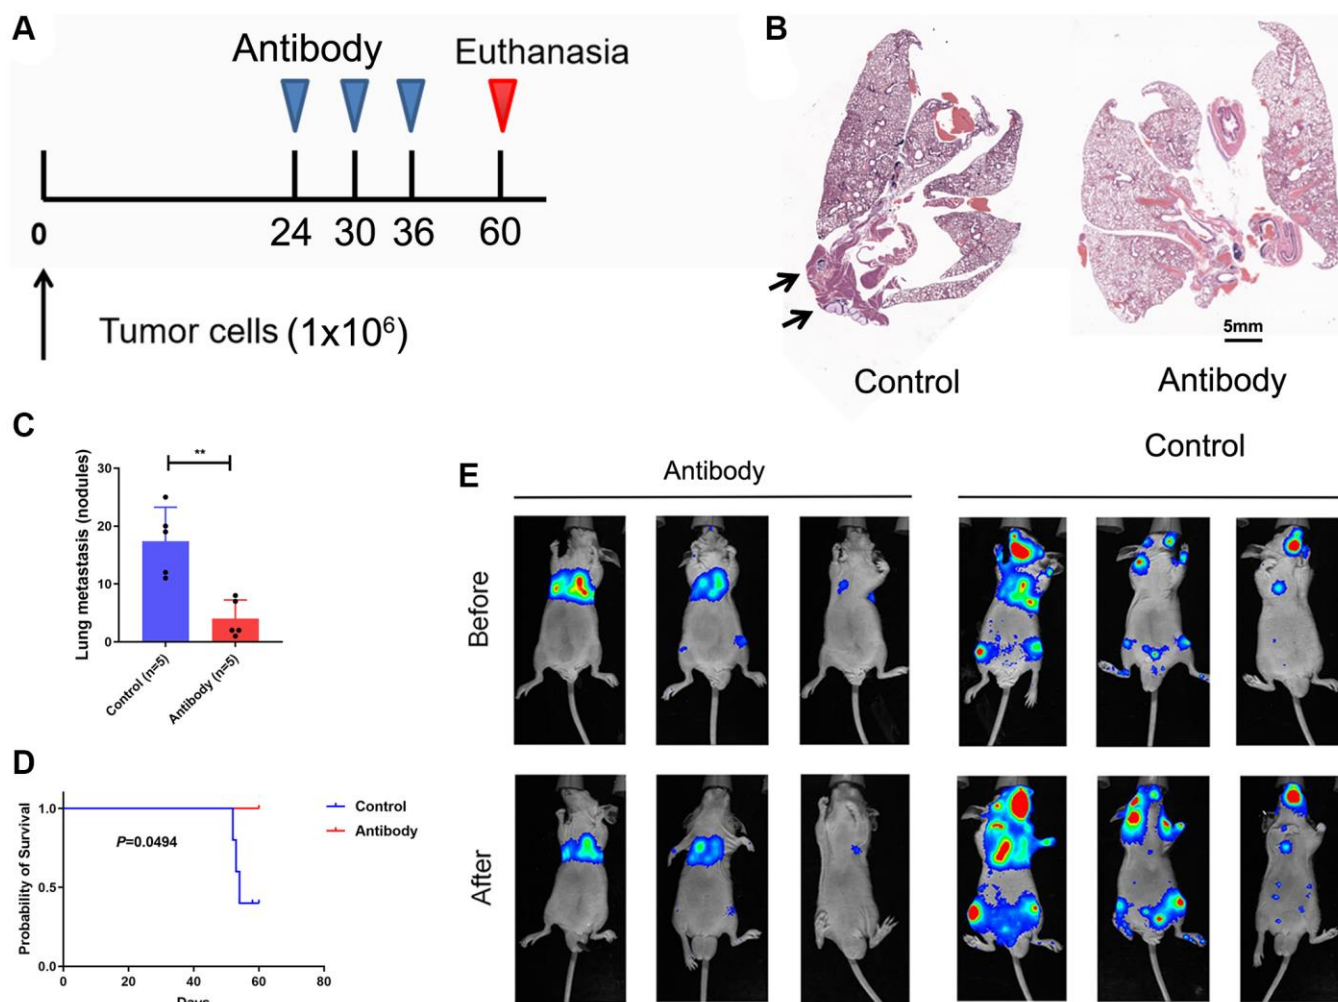 A
Antibody
Euthanasia
0
24
30
36
60
Tumor cells (1x10⁶)
B
5mm
Control
Antibody
C
Lung metastasis (nodules)
30
20
10
0
**
Control (n=5)
Antibody (n=5)
D
Probability of Survival
1.0
0.5
0.0
P=0.0494
Control
Antibody
0
20
40
60
80
Days
E
Antibody
Control
Before
After